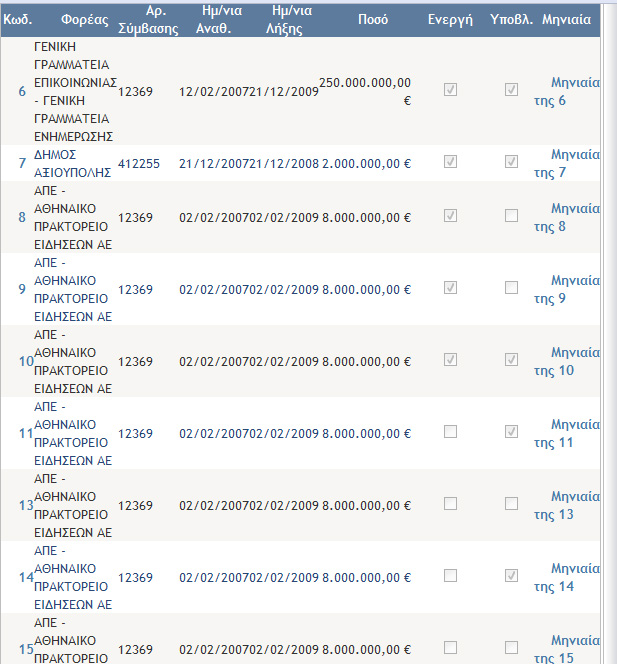 Κωδ. Φορέας Αρ. Σύμβασης Ημ/νια Αναθ. Ημ/νια Λήξης Ποσό Ενεργή Υποβλ. Μηνιαία
ΓΕΝΙΚΗ
ΓΡΑΜΜΑΤΕΙΑ
ΕΠΙΚΟΙΝΩΝΙΑΣ
6 - ΓΕΝΙΚΗ 12369 12/02/2007 21/12/2009 250.000.000,00 € Μηνιαία της 6
ΓΡΑΜΜΑΤΕΙΑ
ΕΝΗΜΕΡΩΣΗΣ
7 ΔΗΜΟΣ
ΑΞΙΟΥΠΟΛΗΣ 412255 21/12/2007 21/12/2008 2.000.000,00 € Μηνιαία της 7
ΑΠΕ -
8 ΑΘΗΝΑΙΚΟ
ΠΡΑΚΤΟΡΕΙΟ
ΕΙΔΗΣΕΩΝ ΑΕ 12369 02/02/2007 02/02/2009 8.000.000,00 € Μηνιαία της 8
ΑΠΕ -
9 ΑΘΗΝΑΙΚΟ
ΠΡΑΚΤΟΡΕΙΟ
ΕΙΔΗΣΕΩΝ ΑΕ 12369 02/02/2007 02/02/2009 8.000.000,00 € Μηνιαία της 9
ΑΠΕ -
10 ΑΘΗΝΑΙΚΟ
ΠΡΑΚΤΟΡΕΙΟ
ΕΙΔΗΣΕΩΝ ΑΕ 12369 02/02/2007 02/02/2009 8.000.000,00 € Μηνιαία της 10
ΑΠΕ -
11 ΑΘΗΝΑΙΚΟ
ΠΡΑΚΤΟΡΕΙΟ
ΕΙΔΗΣΕΩΝ ΑΕ 12369 02/02/2007 02/02/2009 8.000.000,00 € Μηνιαία της 11
ΑΠΕ -
13 ΑΘΗΝΑΙΚΟ
ΠΡΑΚΤΟΡΕΙΟ
ΕΙΔΗΣΕΩΝ ΑΕ 12369 02/02/2007 02/02/2009 8.000.000,00 € Μηνιαία της 13
ΑΠΕ -
14 ΑΘΗΝΑΙΚΟ
ΠΡΑΚΤΟΡΕΙΟ
ΕΙΔΗΣΕΩΝ ΑΕ 12369 02/02/2007 02/02/2009 8.000.000,00 € Μηνιαία της 14
ΑΠΕ -
15 ΑΘΗΝΑΙΚΟ
ΠΡΑΚΤΟΡΕΙΟ 12369 02/02/2007 02/02/2009 8.000.000,00 € Μηνιαία της 15